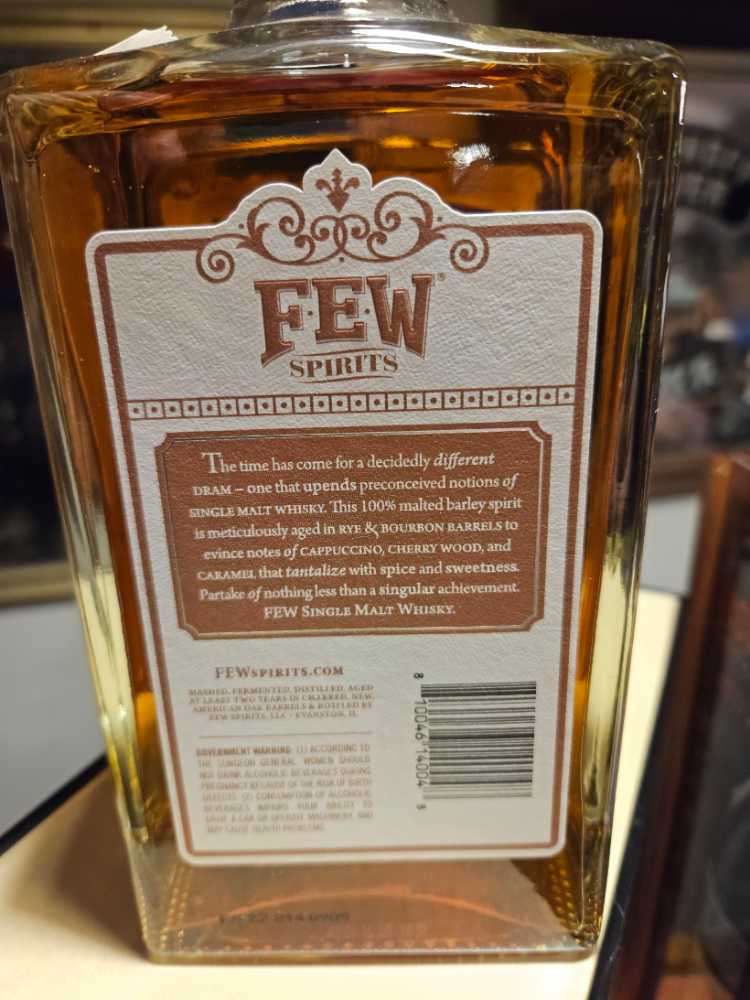 F·E·W®
SPIRITS
The time has come for a decidedly different
DRAM – one that upends preconceived notions of
SINGLE MALT WHISKY. This 100% malted barley spirit
is meticulously aged in RYE & BOURBON BARRELS to
evince notes of CAPPUCCINO, CHERRY WOOD, and
CARAMEL that tantalize with spice and sweetness.
Partake of nothing less than a singular achievement.
FEW SINGLE MALT WHISKY.
FEWSPIRITS.COM
MASHED, FERMENTED, DISTILLED, AGED
AT LEAST TWO YEARS IN CHARRED, NEW,
AMERICAN OAK BARRELS & BOTTLED BY
FEW SPIRITS, LLC · EVANSTON, IL
GOVERNMENT WARNING: (1) ACCORDING TO
THE SURGEON GENERAL, WOMEN SHOULD
NOT DRINK ALCOHOLIC BEVERAGES DURING
PREGNANCY BECAUSE OF THE RISK OF BIRTH
DEFECTS. (2) CONSUMPTION OF ALCOHOLIC
BEVERAGES IMPAIRS YOUR ABILITY TO
DRIVE A CAR OR OPERATE MACHINERY, AND
MAY CAUSE HEALTH PROBLEMS.
8 10046 14004 8